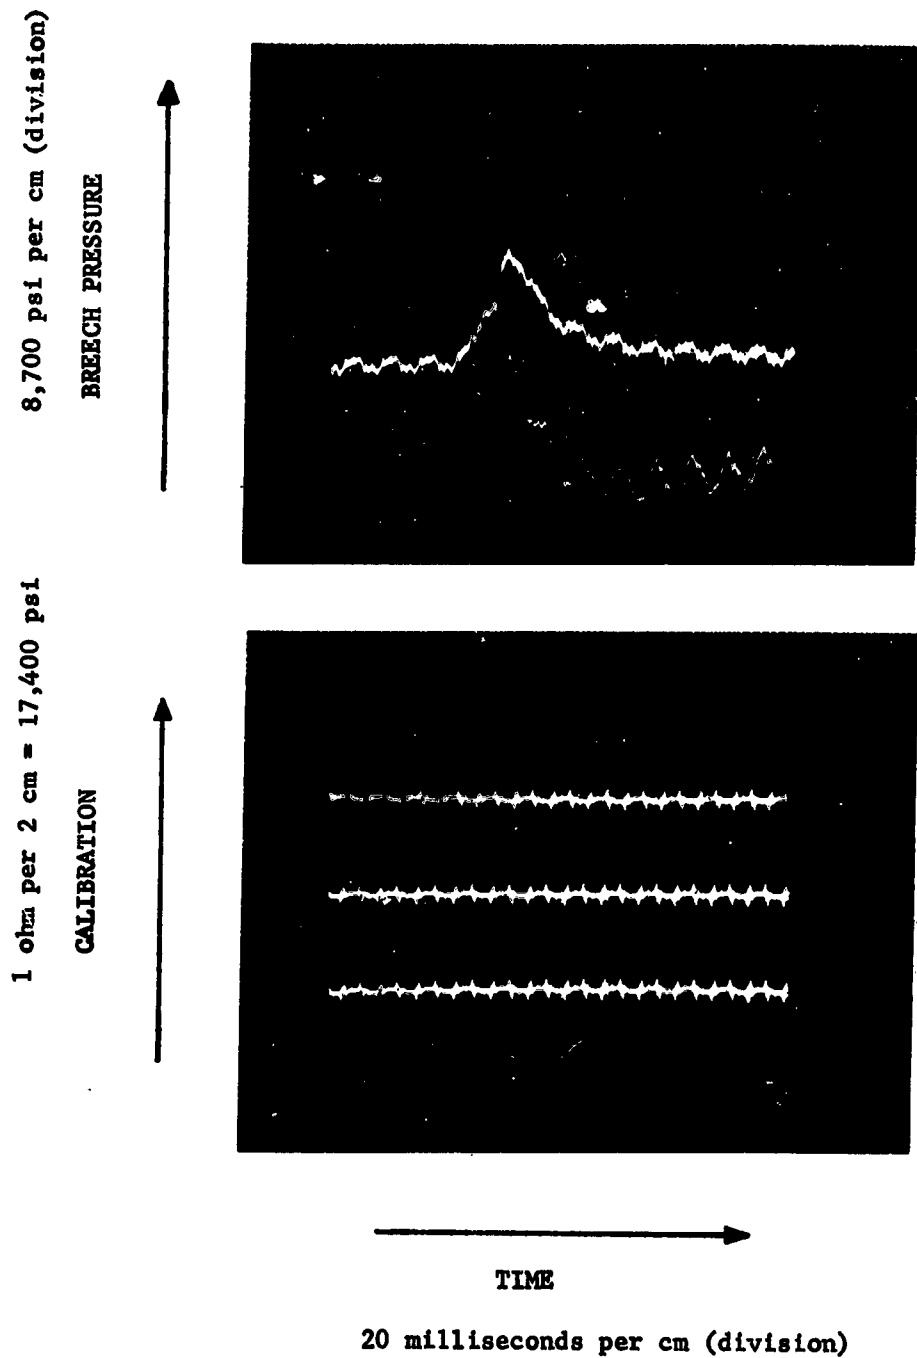 8,700 psi per cm (division)
BREECH PRESSURE
1 ohm per 2 cm = 17,400 psi
CALIBRATION
TIME
20 milliseconds per cm (division)